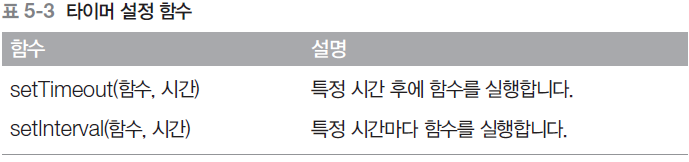 표 5-3 타이머 설정 함수
함수 설명
setTimeout(함수, 시간) 특정 시간 후에 함수를 실행합니다.
setInterval(함수, 시간) 특정 시간마다 함수를 실행합니다.